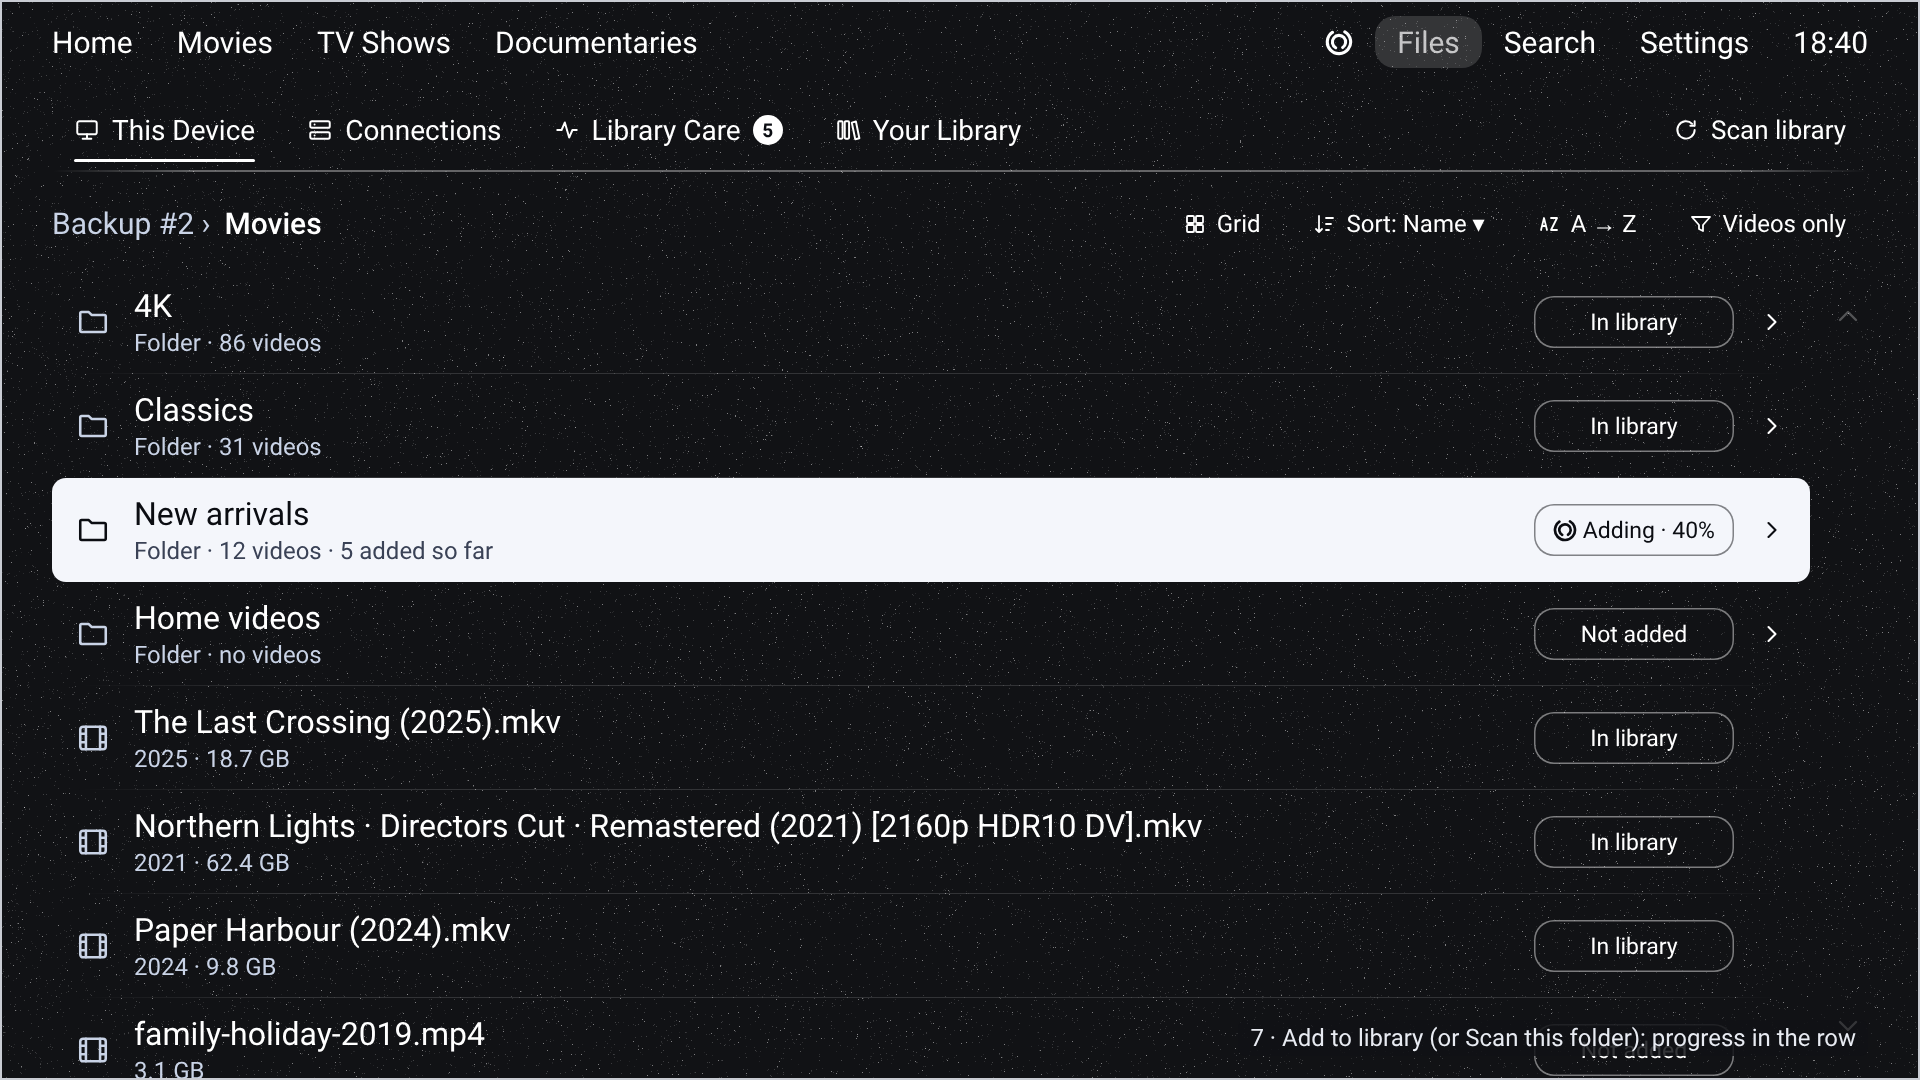 Home Movies TV Shows Documentaries Files Search Settings 18:40
This Device Connections Library Care 5 Your Library Scan library
Backup #2 › Movies Grid Sort: Name ▾ AZ A → Z Videos only
4K
Folder · 86 videos
In library
Classics
Folder · 31 videos
In library
New arrivals
Folder · 12 videos · 5 added so far
Adding · 40%
Home videos
Folder · no videos
Not added
The Last Crossing (2025).mkv
2025 · 18.7 GB
In library
Northern Lights · Directors Cut · Remastered (2021) [2160p HDR10 DV].mkv
2021 · 62.4 GB
In library
Paper Harbour (2024).mkv
2024 · 9.8 GB
In library
family-holiday-2019.mp4
3.1 GB
Not added
7 · Add to library (or Scan this folder): progress in the row